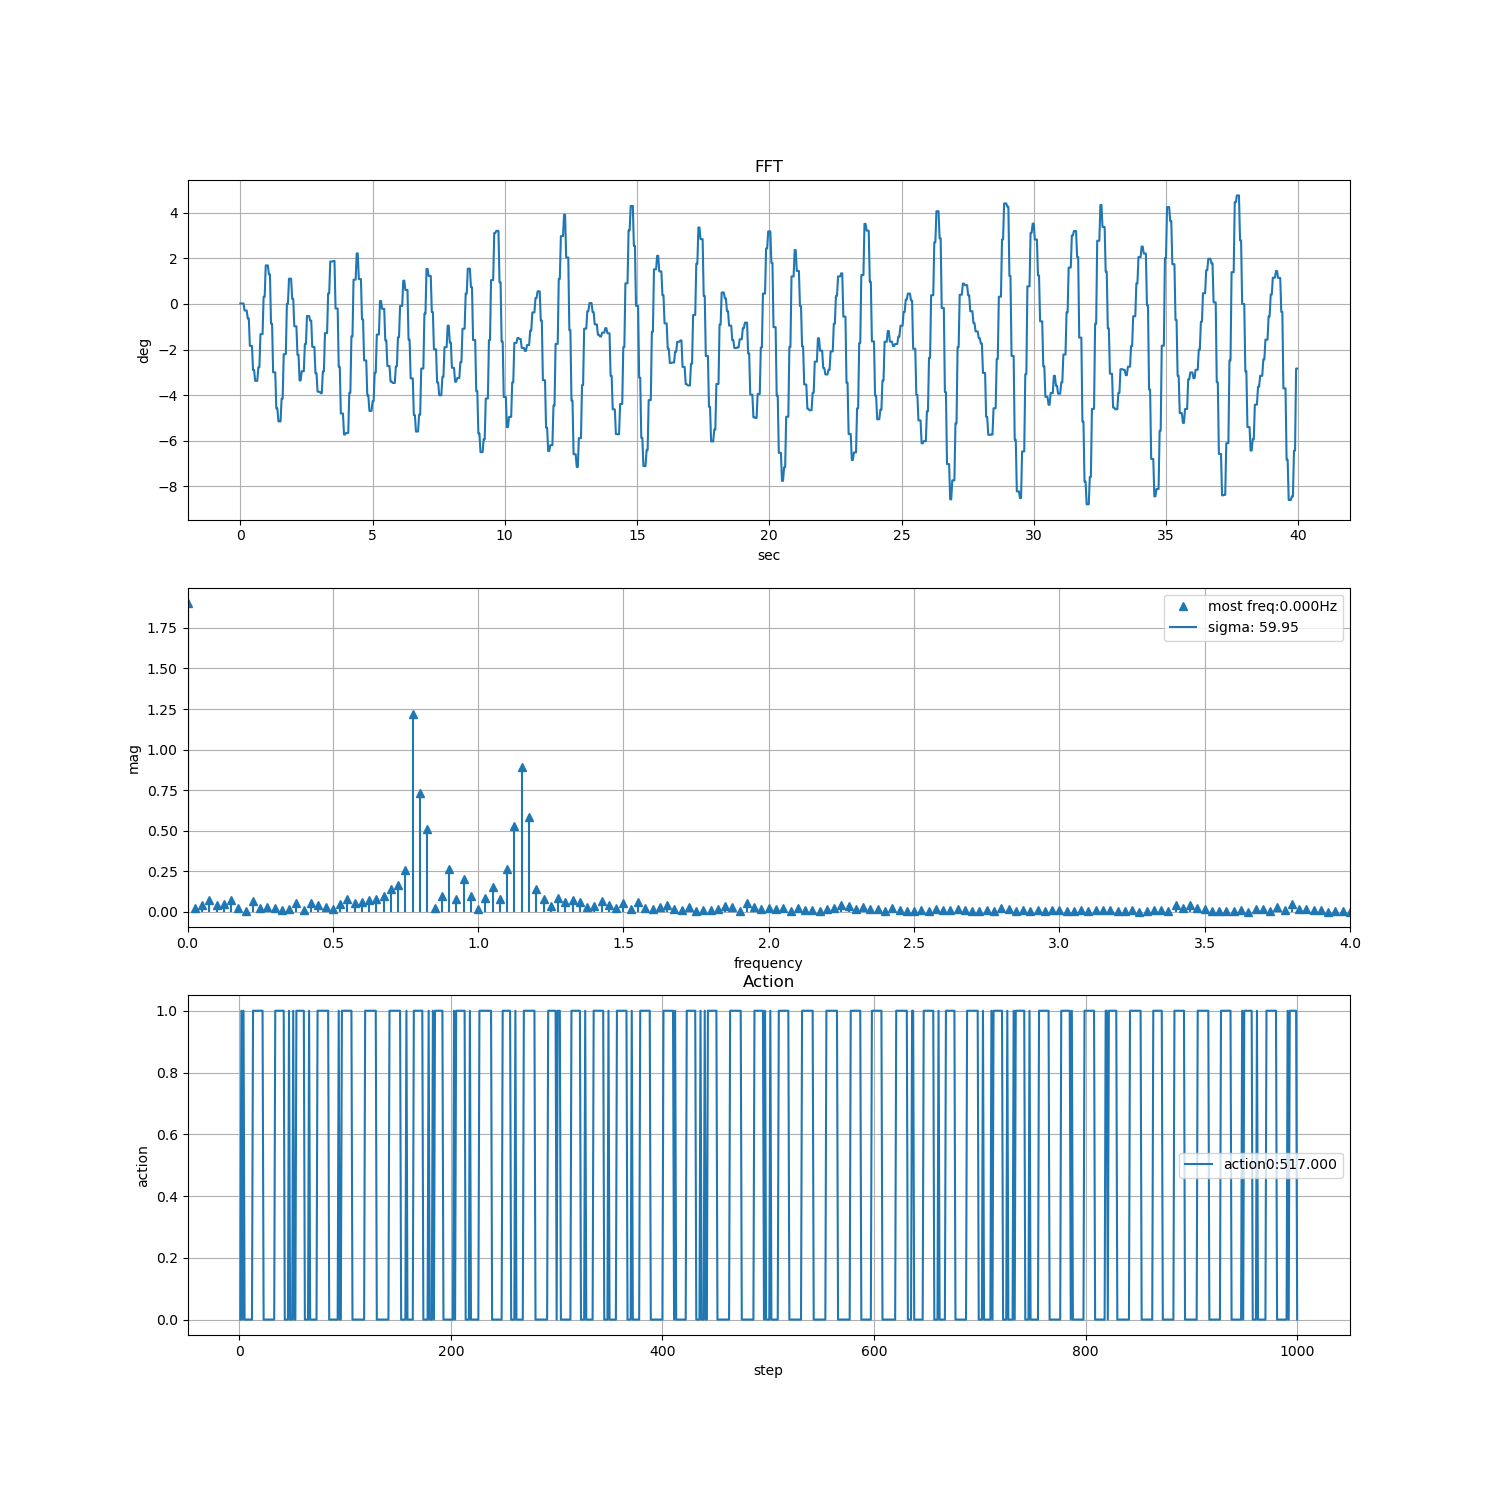 FFT
4
2
0
−2
−4
−6
−8
deg
0 5 10 15 20 25 30 35 40
sec
most freq:0.000Hz
sigma: 59.95
1.75
1.50
1.25
1.00
0.75
0.50
0.25
0.00
mag
0.0 0.5 1.0 1.5 2.0 2.5 3.0 3.5 4.0
frequency
Action
1.0
0.8
0.6
0.4
0.2
0.0
action
action0:517.000
0 200 400 600 800 1000
step